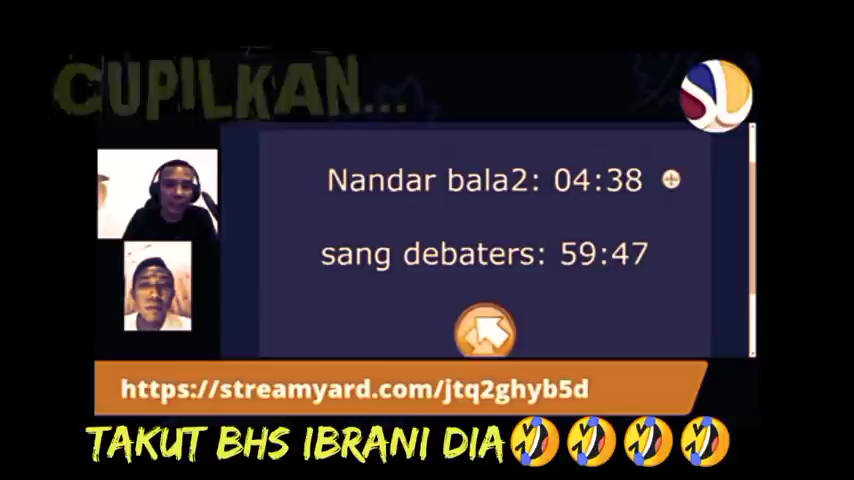 CUPILKAN...
Nandar bala2: 04:38
sang debaters: 59:47
https://streamyard.com/jtq2ghyb5d
TAKUT BHS IBRANI DIA🤣🤣🤣🤣